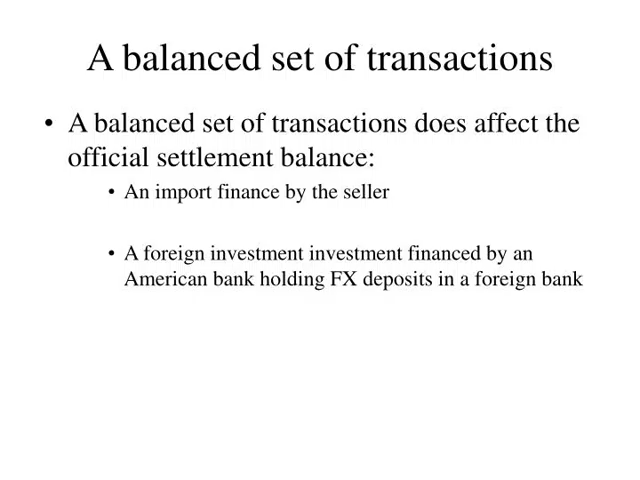 A balanced set of transactions
• A balanced set of transactions does affect the
official settlement balance:
• An import finance by the seller
• A foreign investment investment financed by an
American bank holding FX deposits in a foreign bank